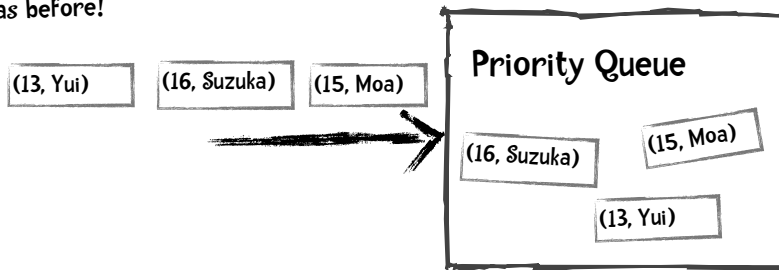 as before!
(13, Yui) (16, Suzuka) (15, Moa)
Priority Queue
(16, Suzuka) (15, Moa)
(13, Yui)